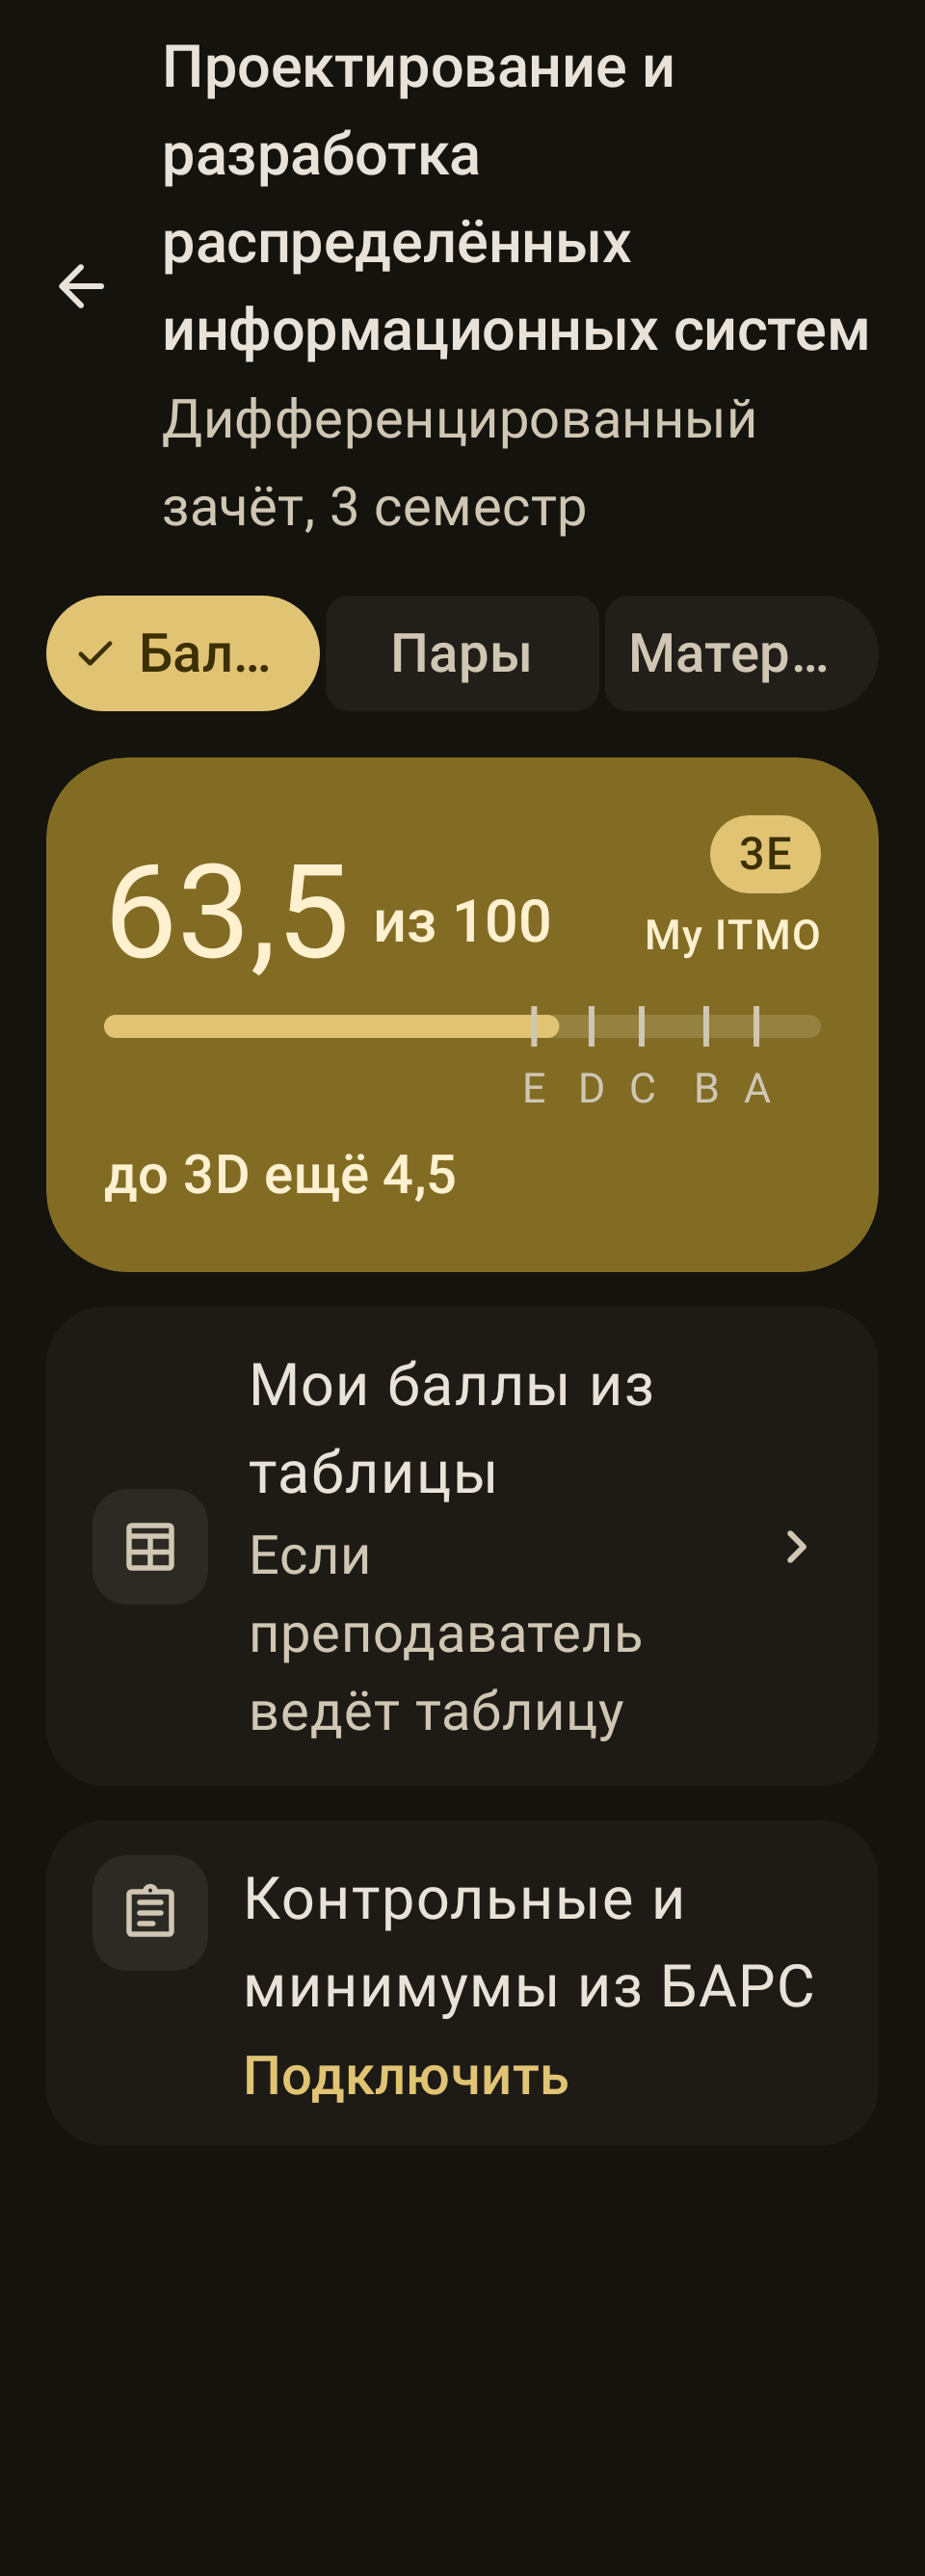 Проектирование и
разработка
распределённых
информационных систем
Дифференцированный
зачёт, 3 семестр
Бал…
Пары
Матер…
63,5 из 100
3E
My ITMO
E D C B A
до 3D ещё 4,5
Мои баллы из
таблицы
Если
преподаватель
ведёт таблицу
Контрольные и
минимумы из БАРС
Подключить